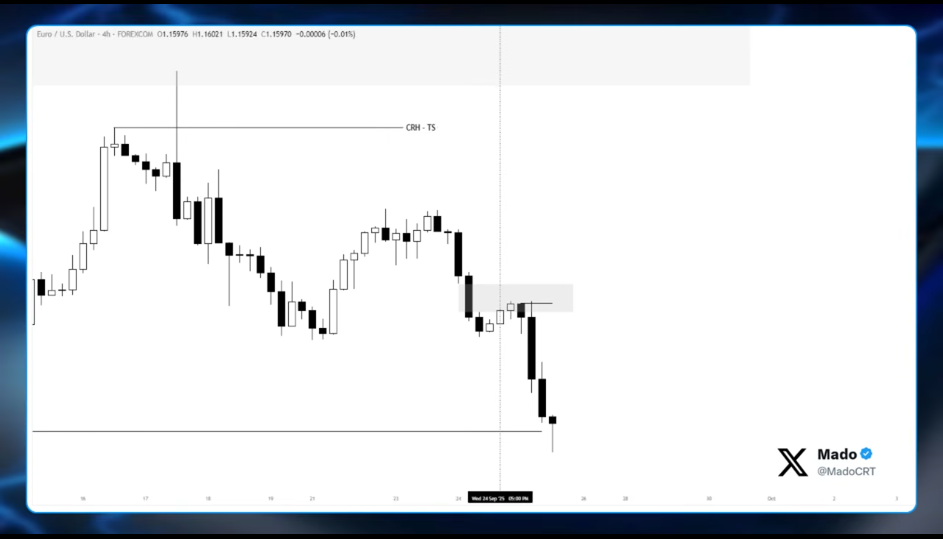 Euro / U.S. Dollar · 4h · FOREXCOM O1.15976 H1.16021 L1.15924 C1.15970 −0.00006 (−0.01%)
CRH - TS
Mado
@MadoCRT
16 17 18 19 21 23 24 Wed 24 Sep '25 05:00 PM 26 28 30 Oct 2 3